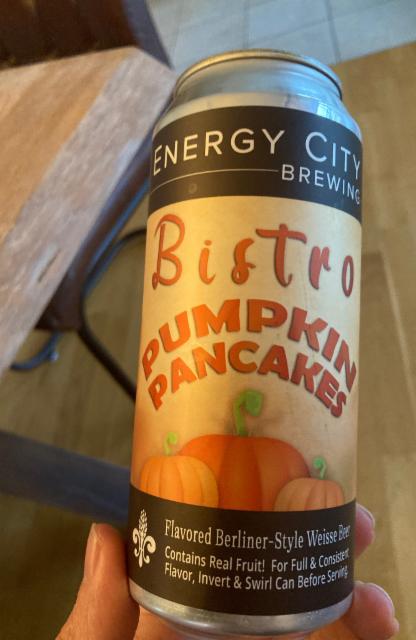 ENERGY CITY
BREWING
Bistro
PUMPKIN
PANCAKES
Flavored Berliner-Style Weisse Beer
Contains Real Fruit! For Full & Consistent
Flavor, Invert & Swirl Can Before Serving